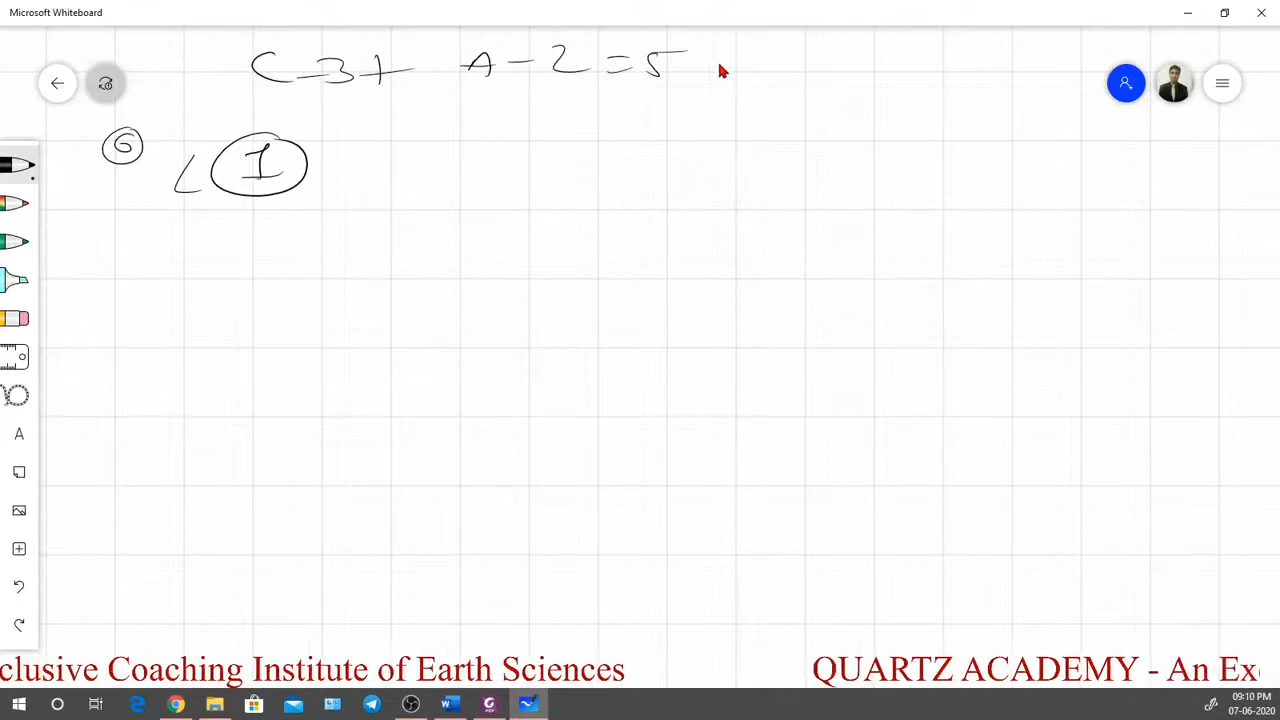 Microsoft Whiteboard
C-3+ A-2=5
6
L I
A
clusive Coaching Institute of Earth Sciences QUARTZ ACADEMY - An Ex
09:10 PM
07-06-2020